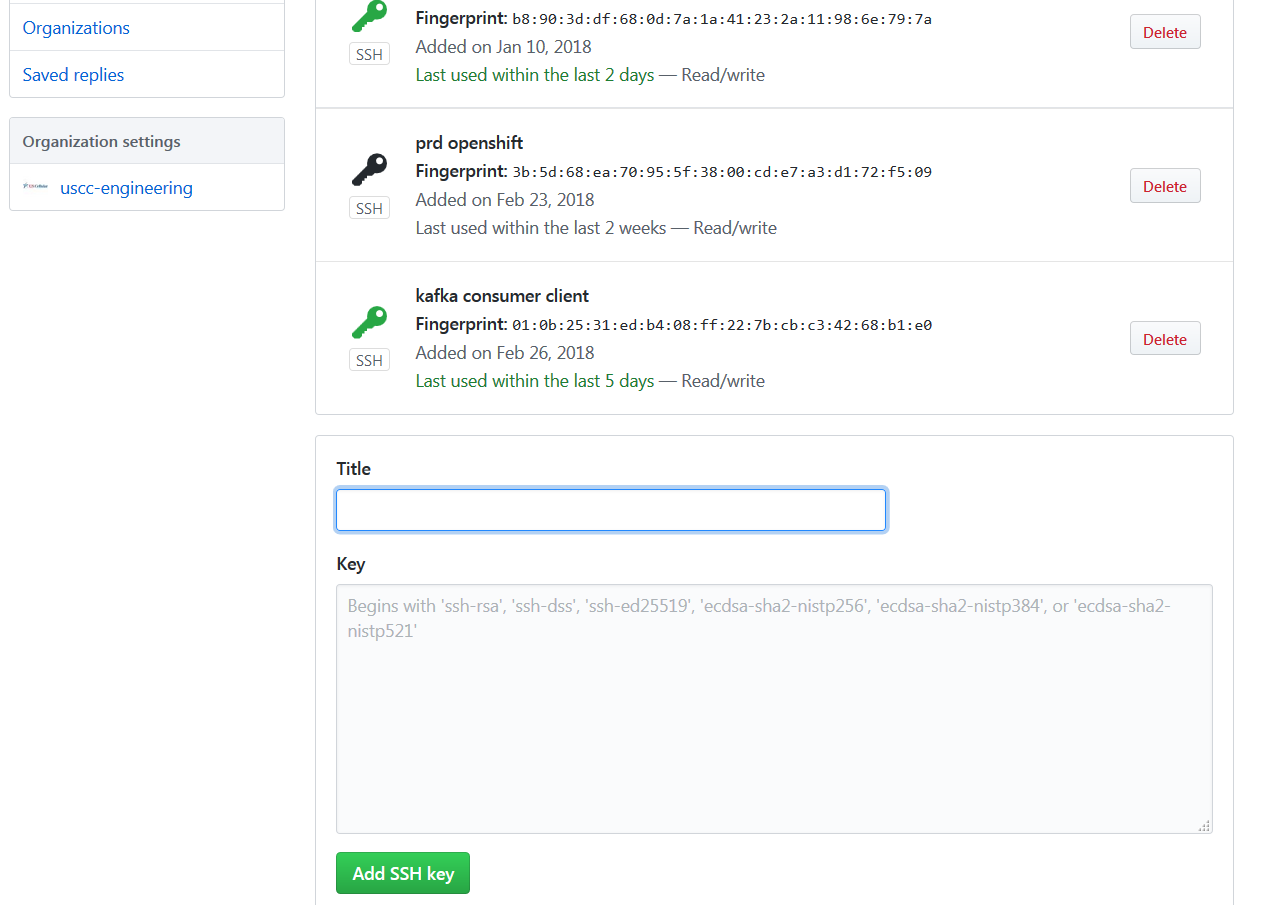 Organizations
Saved replies
Organization settings
uscc-engineering
Fingerprint: b8:90:3d:df:68:0d:7a:1a:41:23:2a:11:98:6e:79:7a
SSH
Added on Jan 10, 2018
Last used within the last 2 days — Read/write
Delete
prd openshift
Fingerprint: 3b:5d:68:ea:70:95:5f:38:00:cd:e7:a3:d1:72:f5:09
SSH
Added on Feb 23, 2018
Last used within the last 2 weeks — Read/write
Delete
kafka consumer client
Fingerprint: 01:0b:25:31:ed:b4:08:ff:22:7b:cb:c3:42:68:b1:e0
SSH
Added on Feb 26, 2018
Last used within the last 5 days — Read/write
Delete
Title
Key
Begins with 'ssh-rsa', 'ssh-dss', 'ssh-ed25519', 'ecdsa-sha2-nistp256', 'ecdsa-sha2-nistp384', or 'ecdsa-sha2-
nistp521'
Add SSH key